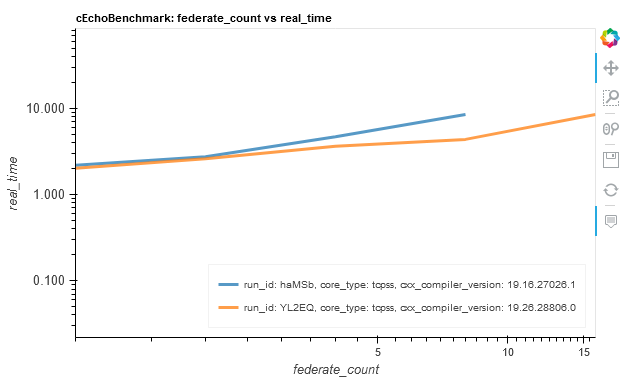 cEchoBenchmark: federate_count vs real_time
10.000
1.000
0.100
real_time
run_id: haMSb, core_type: tcpss, cxx_compiler_version: 19.16.27026.1
run_id: YL2EQ, core_type: tcpss, cxx_compiler_version: 19.26.28806.0
5
10
15
federate_count